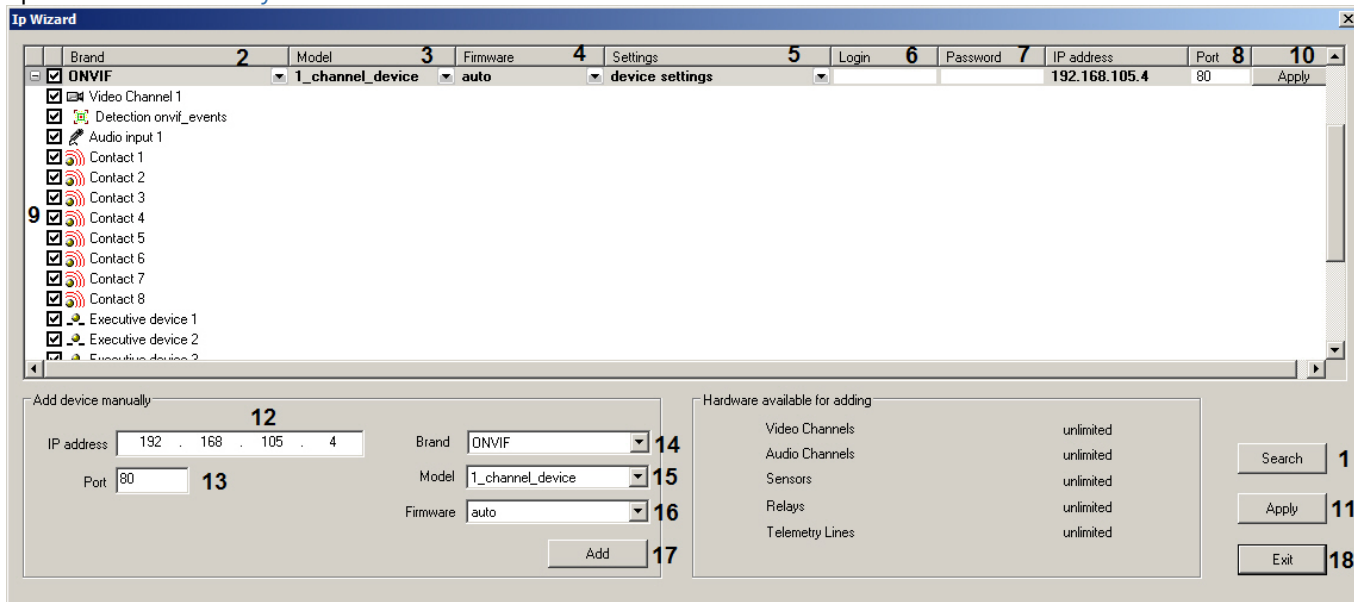 Ip Wizard
Brand 2 Model 3 Firmware 4 Settings 5 Login 6 Password 7 IP address Port 8 10
ONVIF 1_channel_device auto device settings 192.168.105.4 80 Apply
Video Channel 1
Detection onvif_events
Audio input 1
Contact 1
Contact 2
Contact 3
9 Contact 4
Contact 5
Contact 6
Contact 7
Contact 8
Executive device 1
Executive device 2
Executive device 3
Add device manually
12
IP address 192 . 168 . 105 . 4
Port 80 13
Brand ONVIF 14
Model 1_channel_device 15
Firmware auto 16
Add 17
Hardware available for adding
Video Channels unlimited
Audio Channels unlimited
Sensors unlimited
Relays unlimited
Telemetry Lines unlimited
Search 1
Apply 11
Exit 18